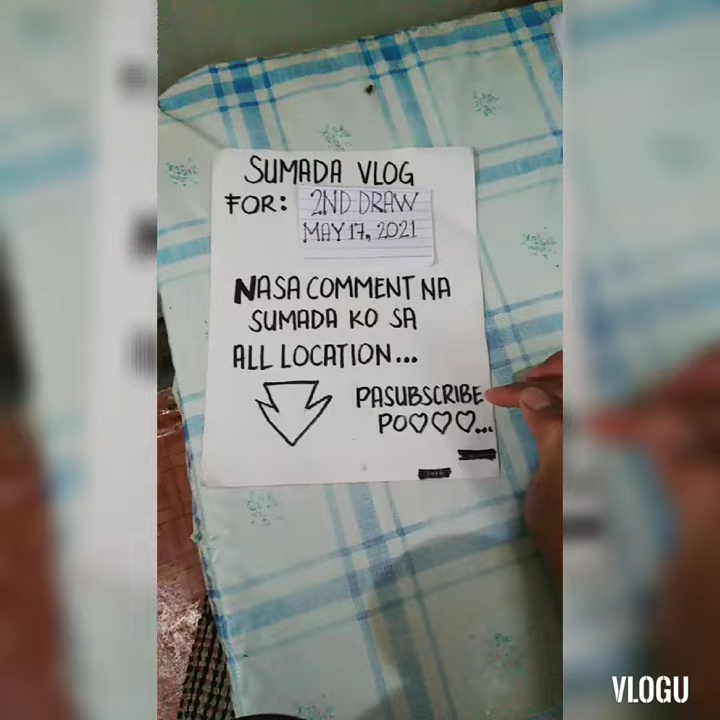 SUMADA VLOG
FOR: 2ND DRAW
MAY 17, 2021
NASA COMMENT NA
SUMADA KO SA
ALL LOCATION...
PASUBSCRIBE
PO♡♡♡...
VLOGU